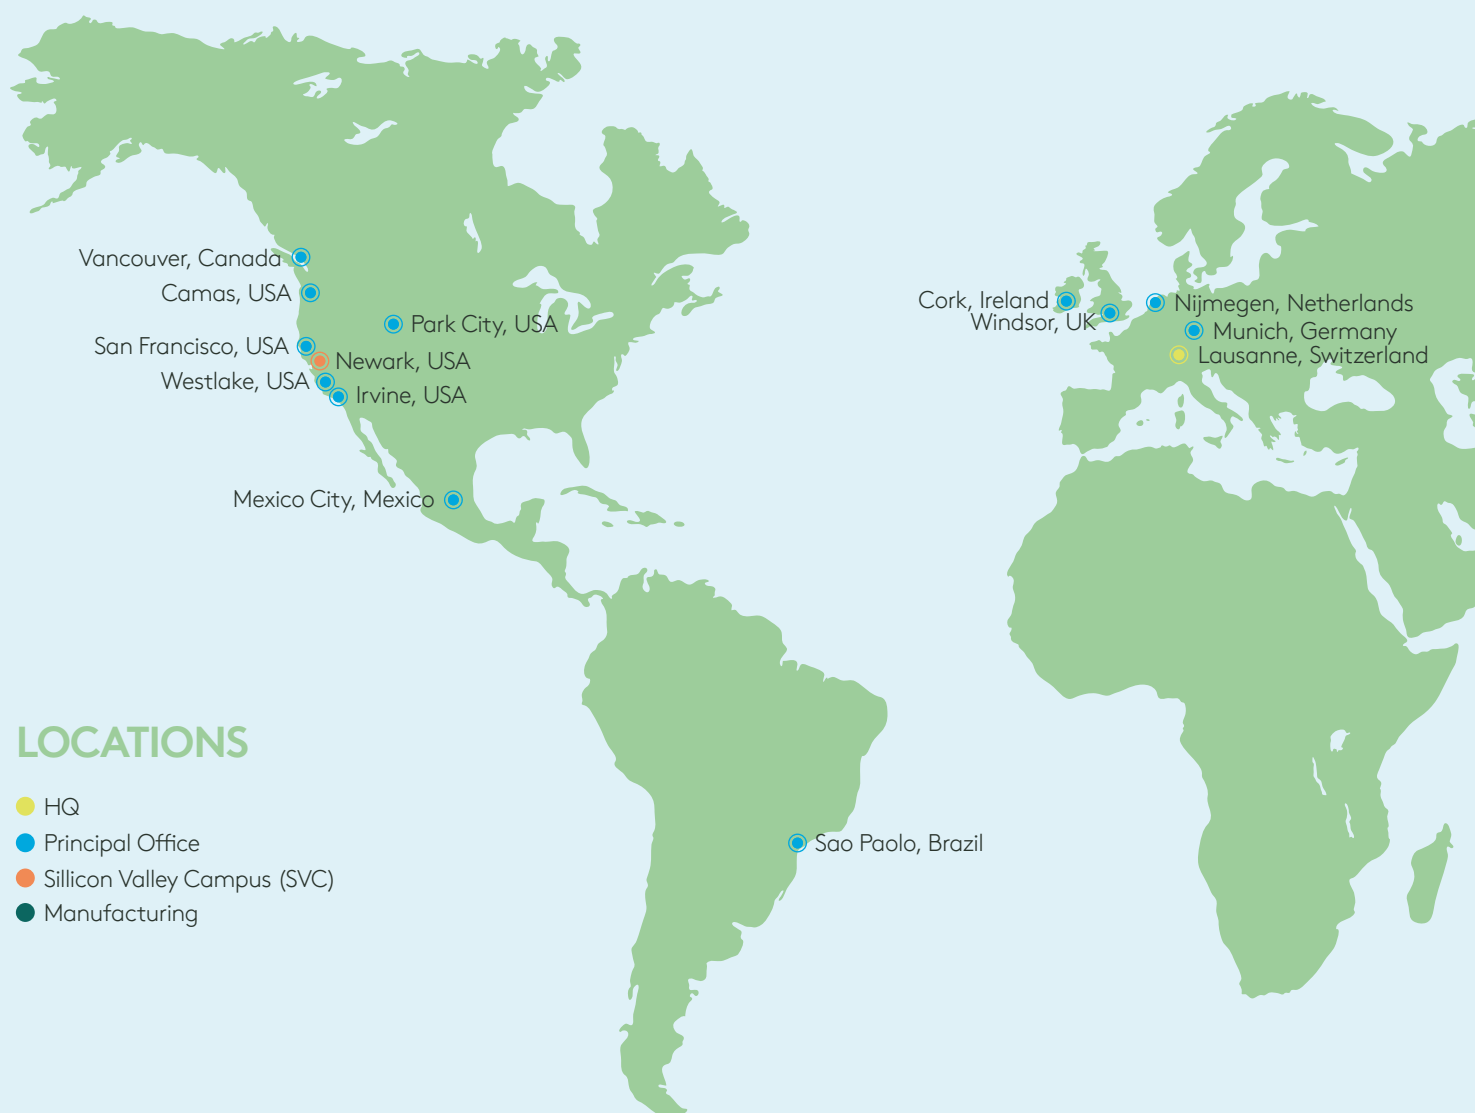 Vancouver, Canada
Camas, USA
Park City, USA
San Francisco, USA
Newark, USA
Westlake, USA
Irvine, USA
Mexico City, Mexico
Cork, Ireland
Windsor, UK
Nijmegen, Netherlands
Munich, Germany
Lausanne, Switzerland
Sao Paolo, Brazil
LOCATIONS
HQ
Principal Office
Sillicon Valley Campus (SVC)
Manufacturing